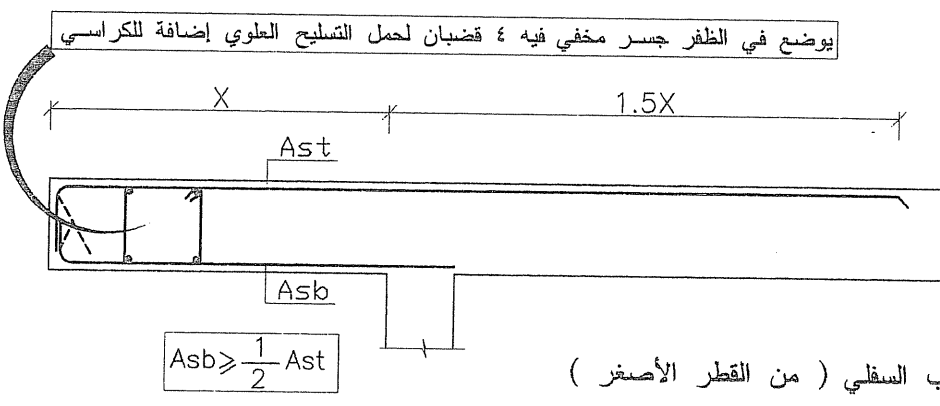 يوضع في الظفر جسر مخفي فيه ٤ قضبان لحمل التسليح العلوي إضافة للكراسي
X 1.5X
Ast
Asb
Asb ≥ 1/2 Ast
السفلي ( من القطر الأصغر )